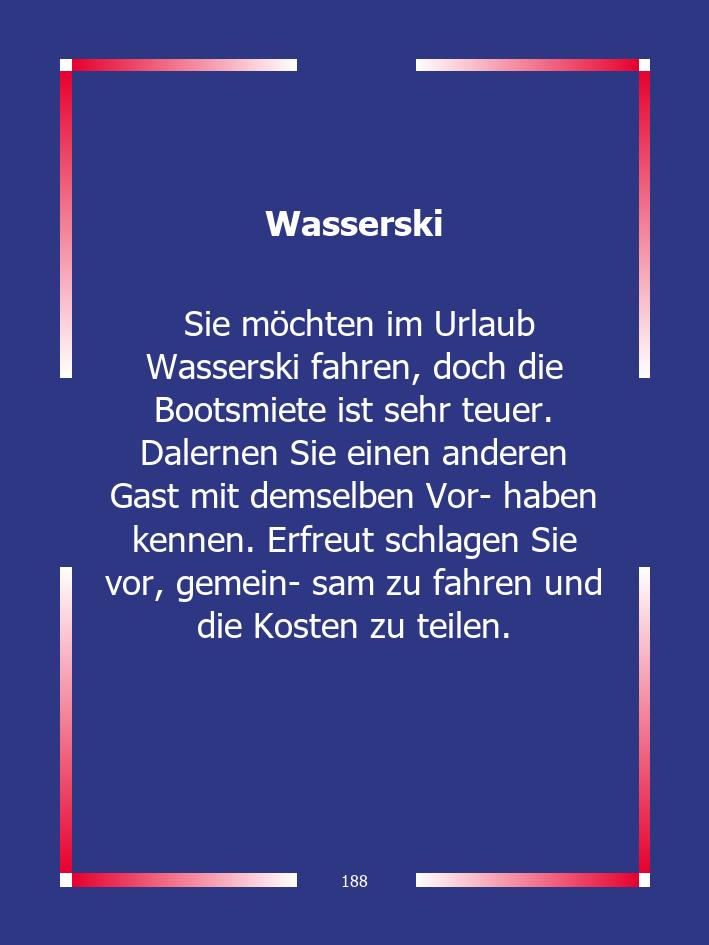 Wasserski
Sie möchten im Urlaub
Wasserski fahren, doch die
Bootsmiete ist sehr teuer.
Dalernen Sie einen anderen
Gast mit demselben Vor- haben
kennen. Erfreut schlagen Sie
vor, gemein- sam zu fahren und
die Kosten zu teilen.
188